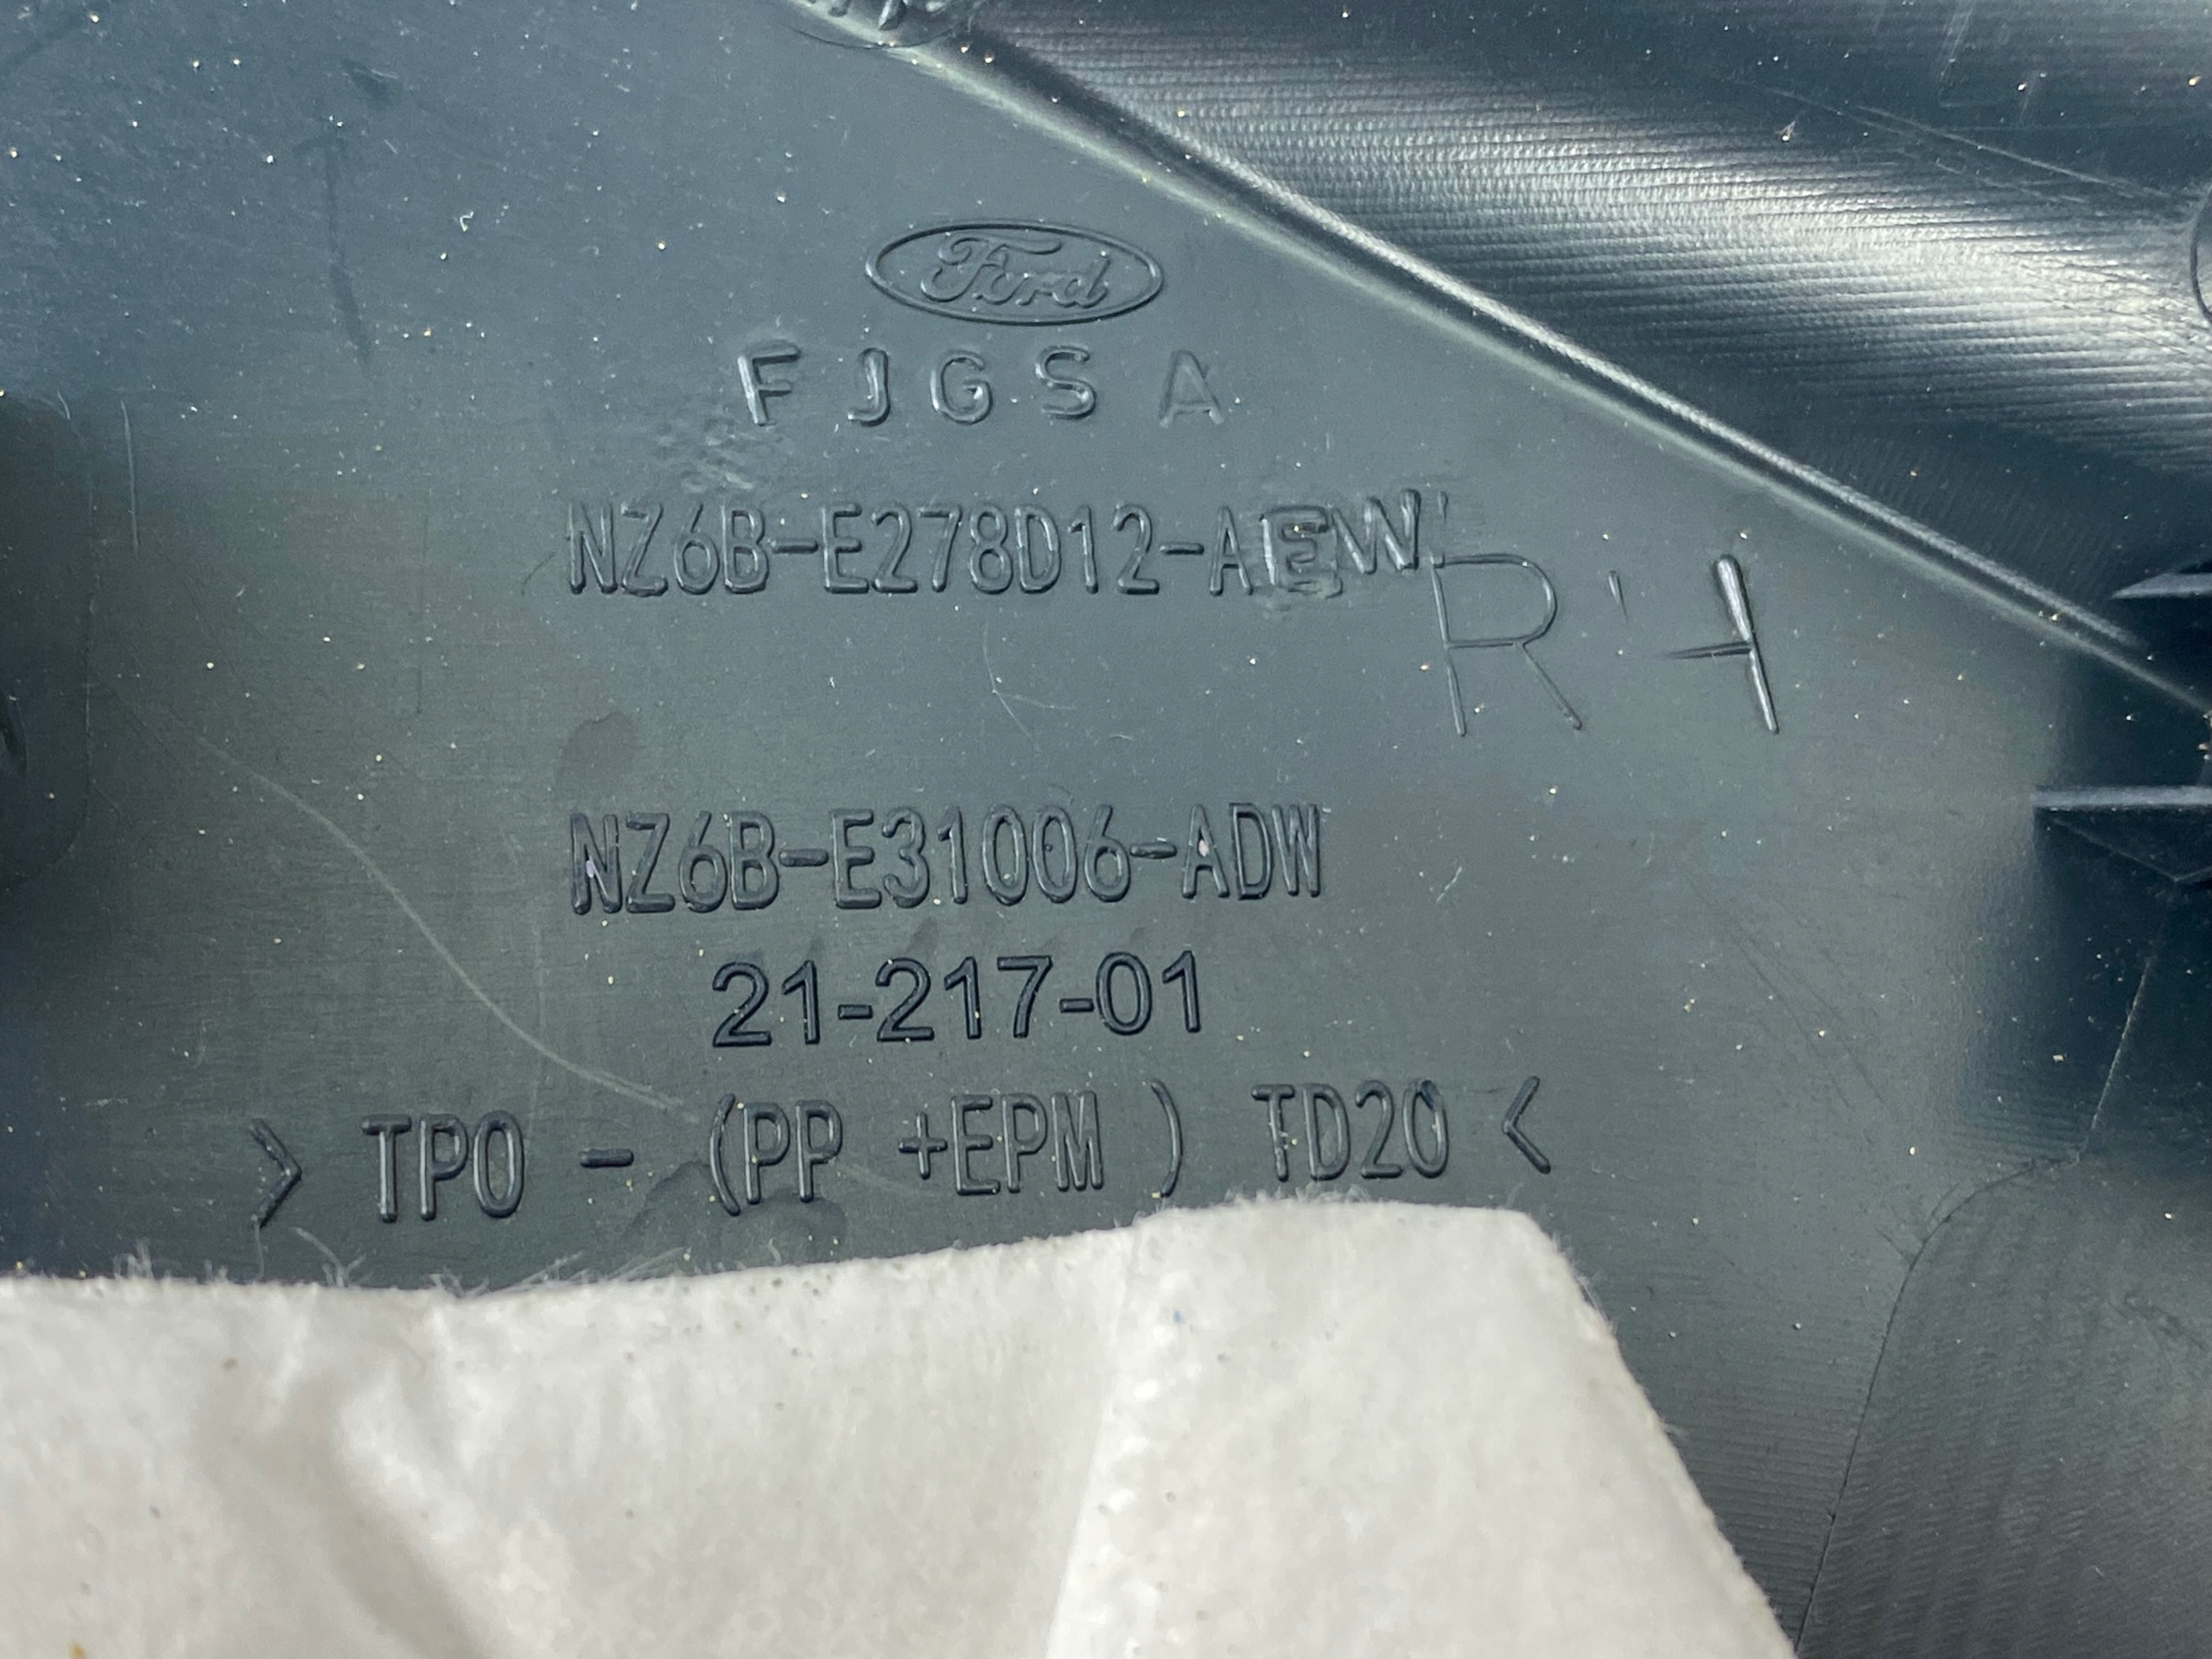 Ford
FJGSA
NZ6B-E278D12-AEW
RH
NZ6B-E31006-ADW
21-217-01
> TPO - (PP +EPM ) TD20 <